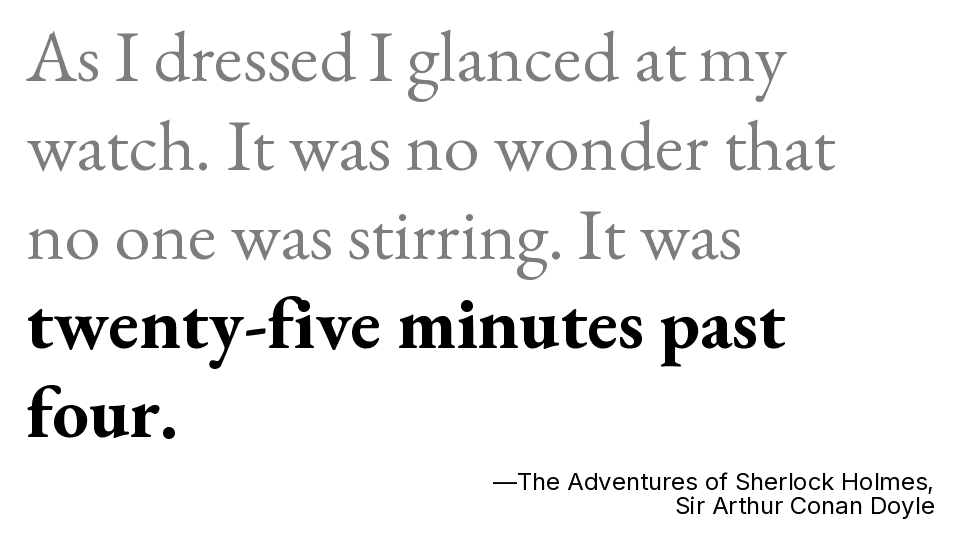 As I dressed I glanced at my
watch. It was no wonder that
no one was stirring. It was
twenty-five minutes past
four.
—The Adventures of Sherlock Holmes,
Sir Arthur Conan Doyle